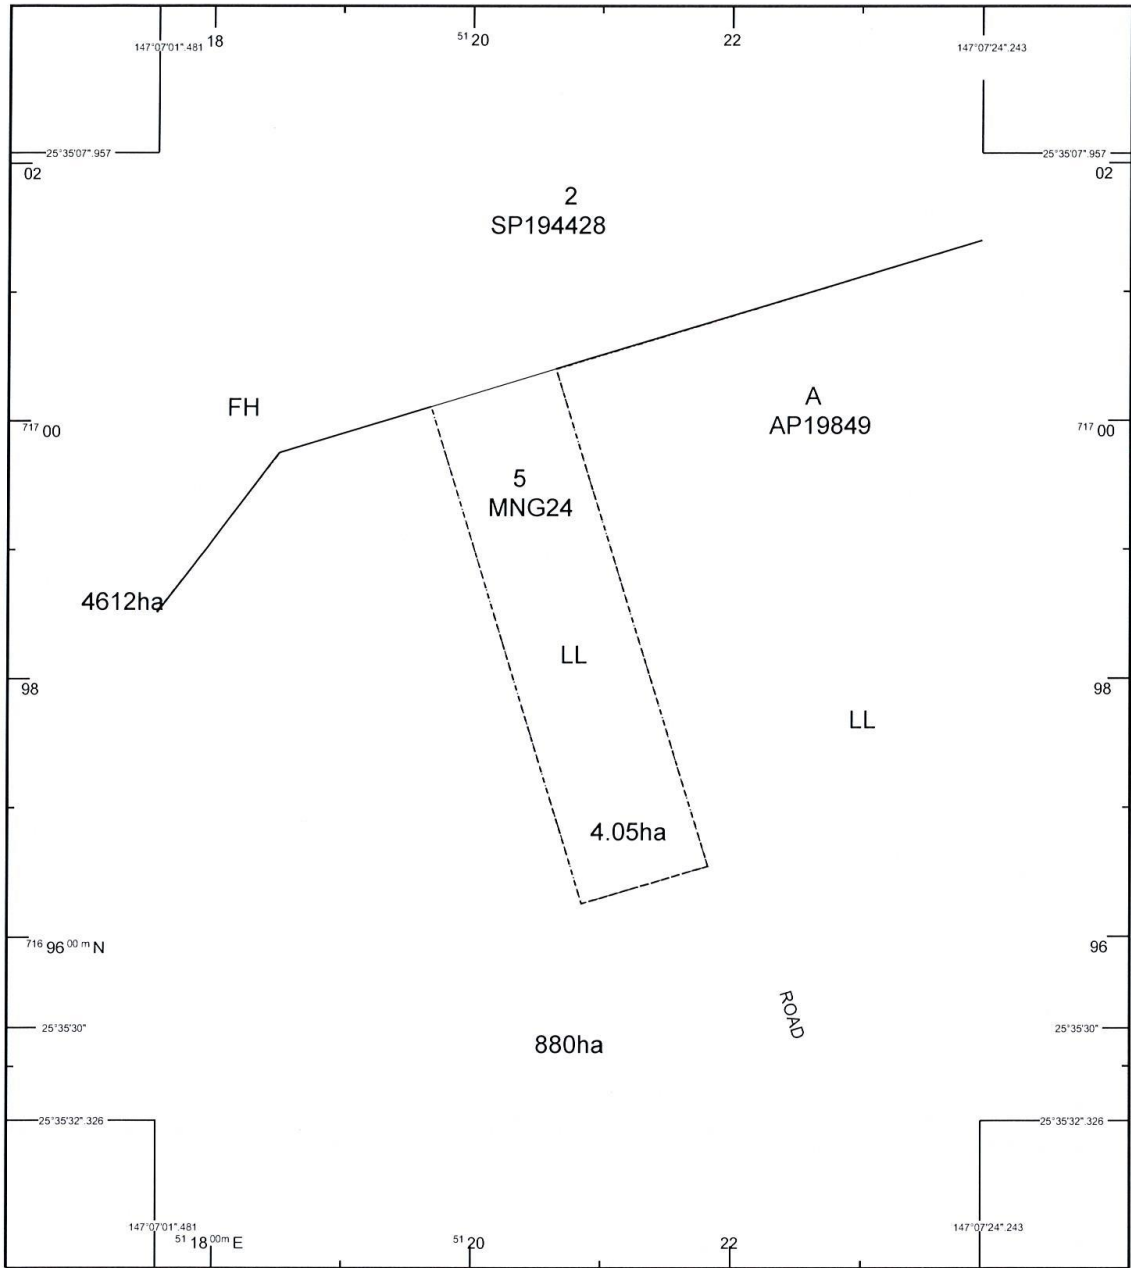 147°07'01".481
18
51 20
22
147°07'24".243
25°35'07".957
25°35'07".957
02
02
2
SP194428
FH
A
AP19849
717 00
717 00
5
MNG24
4612ha
LL
98
98
LL
4.05ha
716 96 00 m N
96
ROAD
25°35'30"
25°35'30"
880ha
25°35'32".326
25°35'32".326
147°07'01".481
147°07'24".243
51 18 00m E
51 20
22